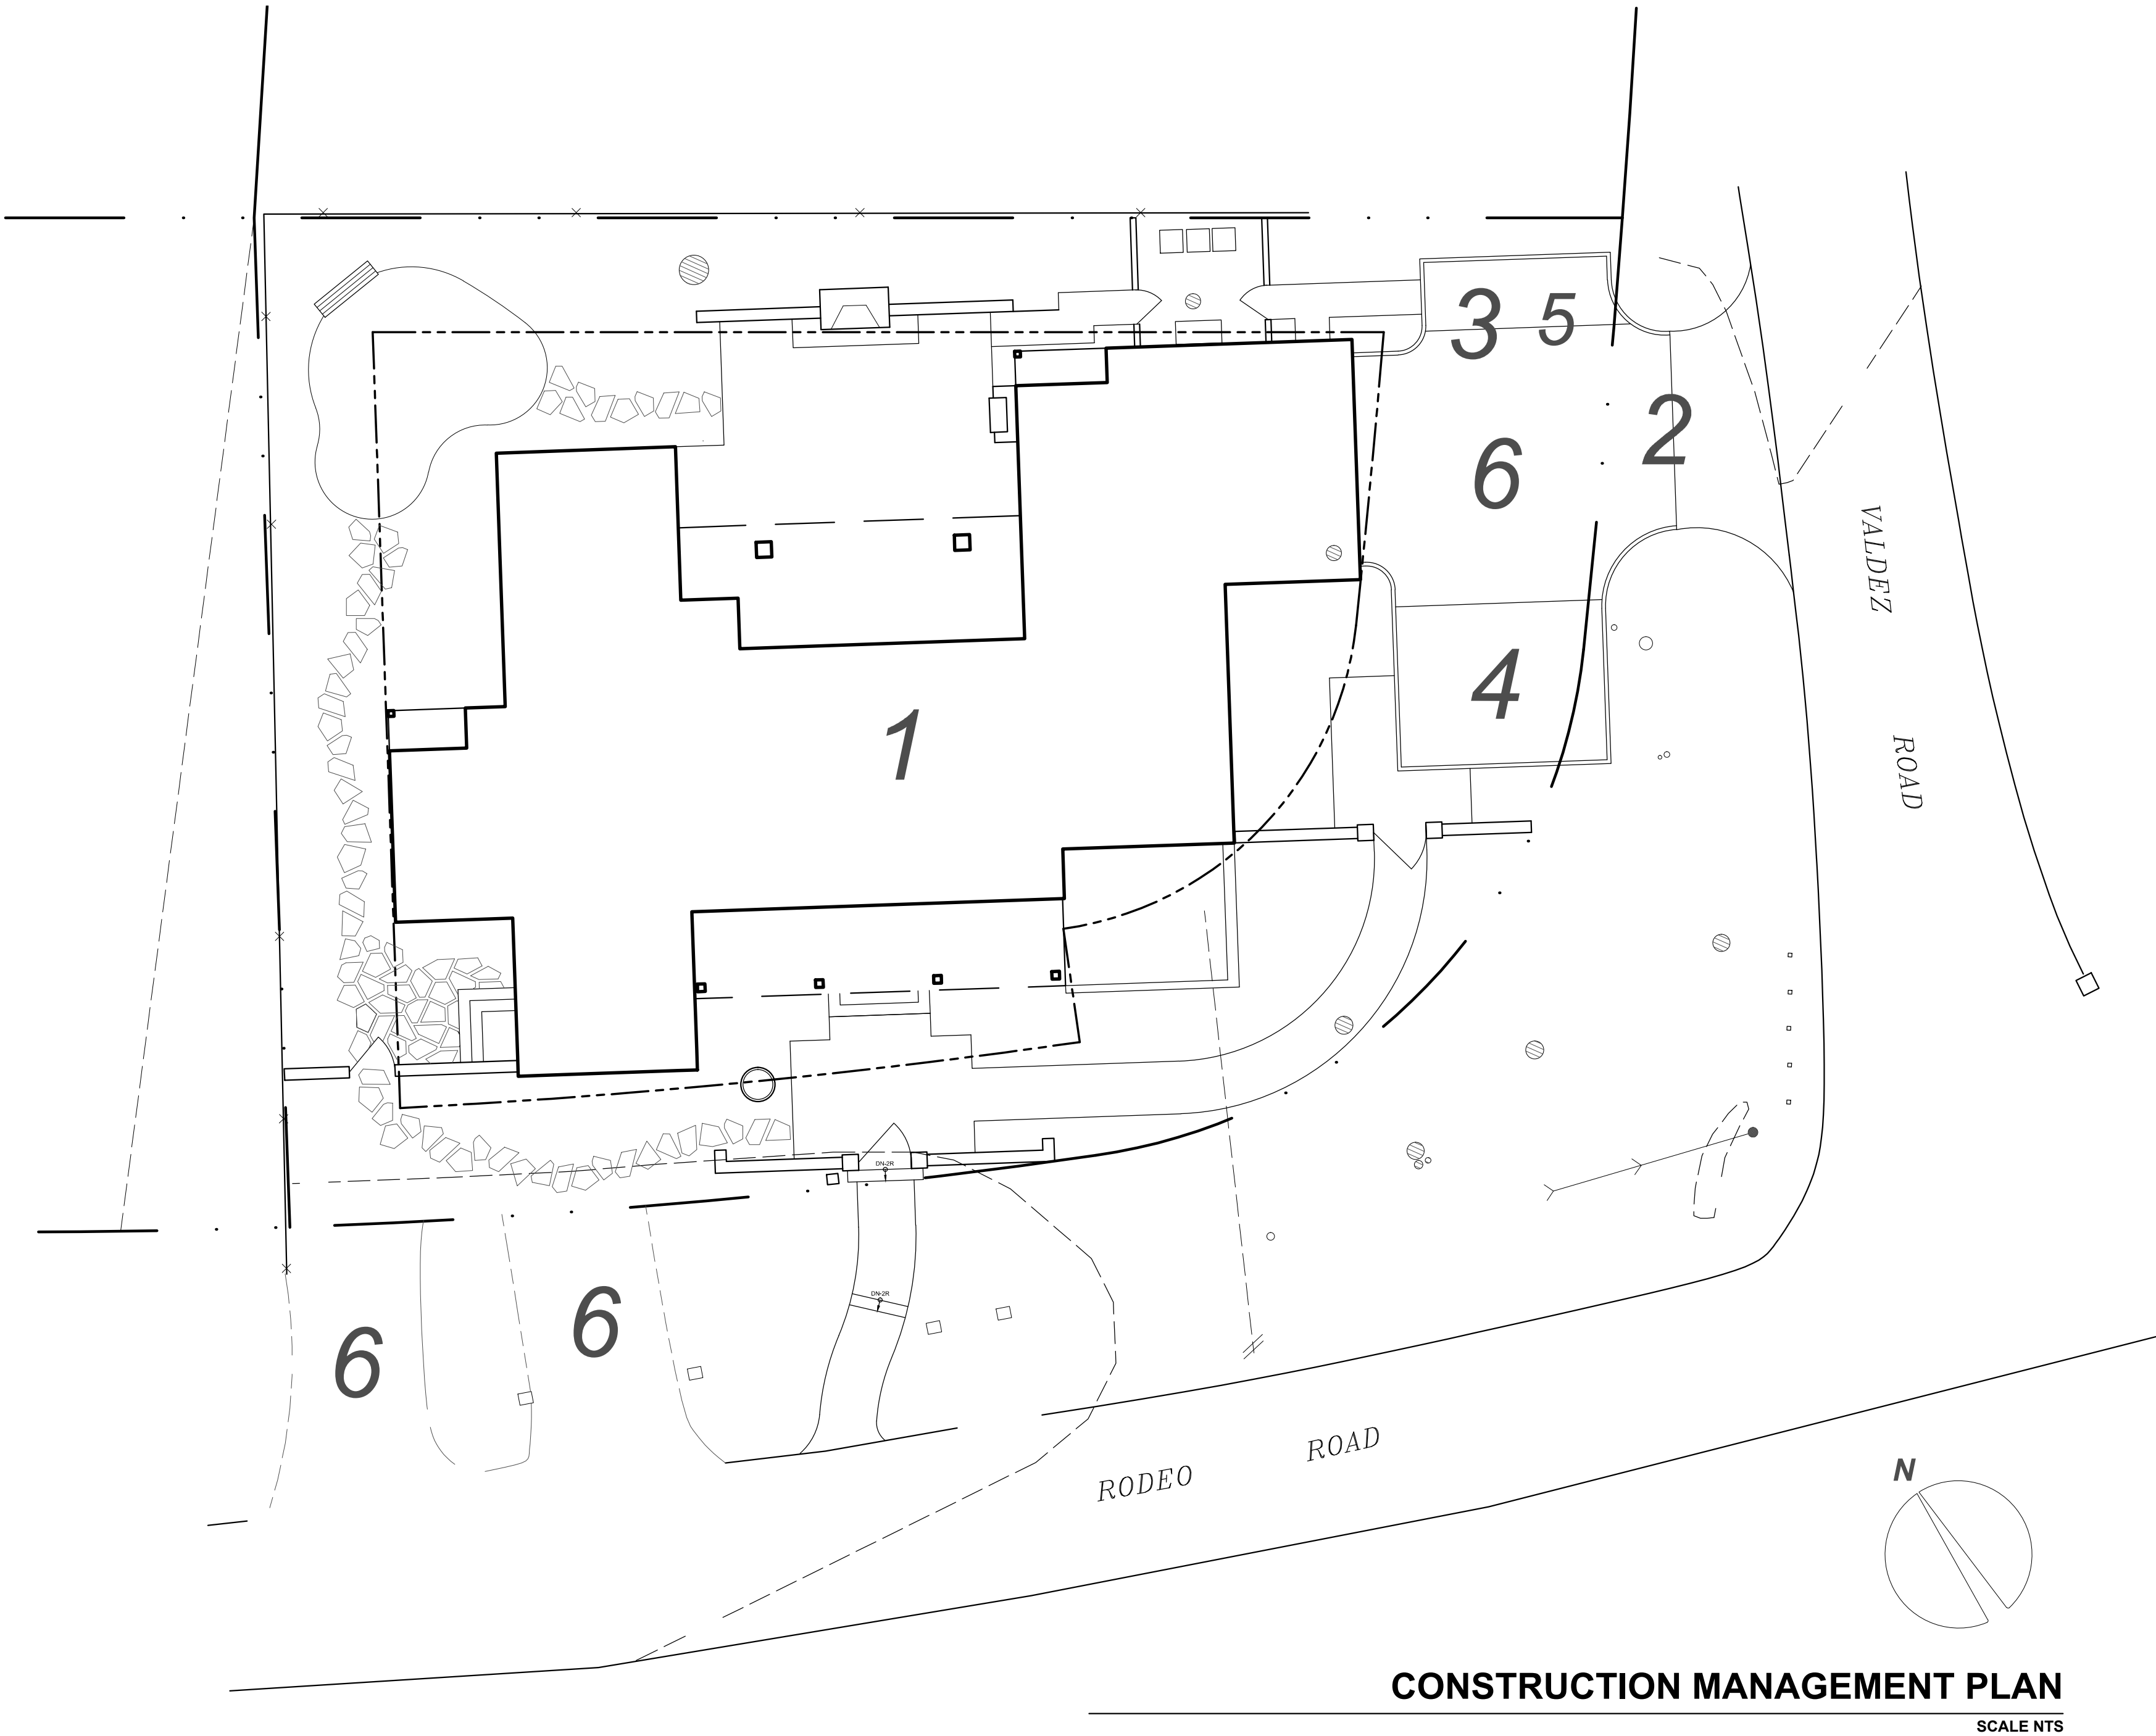 3 5
2
6
VALDEZ
ROAD
4
1
DN-2R
DN-2R
6
6
RODEO
ROAD
N
CONSTRUCTION MANAGEMENT PLAN
SCALE NTS